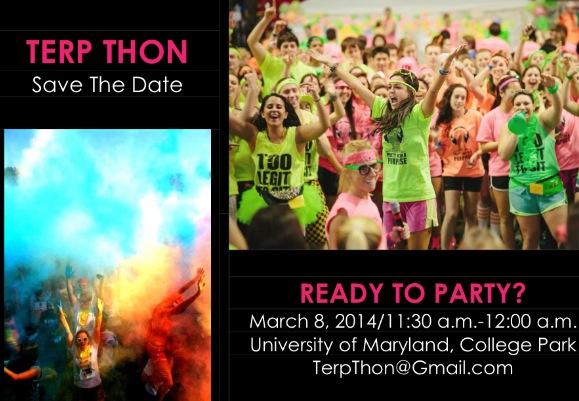 TERP THON
Save The Date
TOO
LEGIT
READY TO PARTY?
March 8, 2014/11:30 a.m.-12:00 a.m.
University of Maryland, College Park
TerpThon@Gmail.com